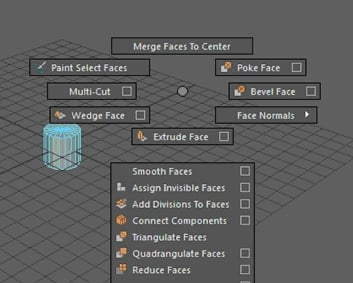 Merge Faces To Center
Paint Select Faces
Poke Face
Multi-Cut
Bevel Face
Wedge Face
Face Normals
Extrude Face
Smooth Faces
Assign Invisible Faces
Add Divisions To Faces
Connect Components
Triangulate Faces
Quadrangulate Faces
Reduce Faces